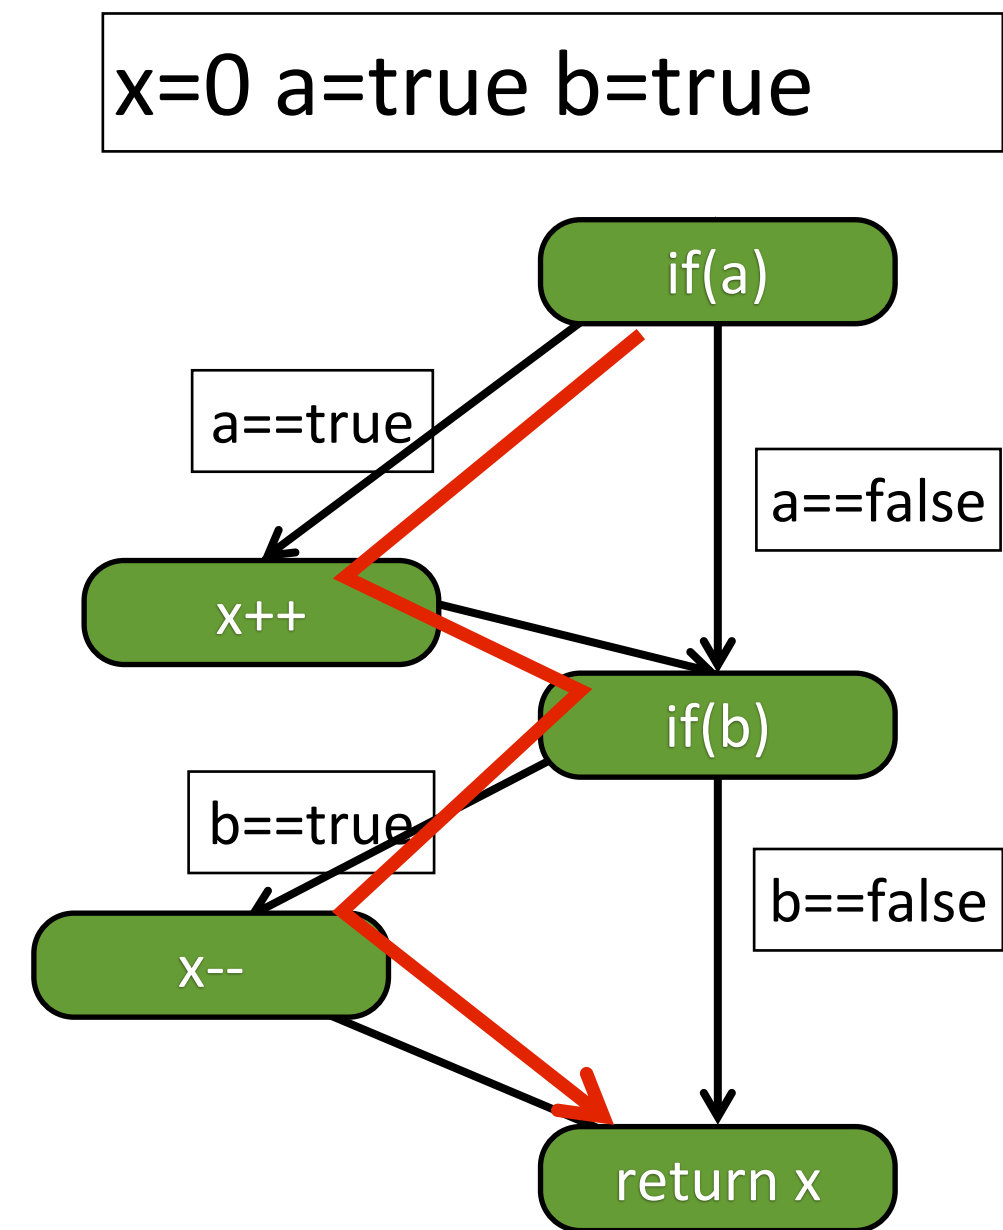 x=0 a=true b=true
if(a)
a==true
a==false
x++
if(b)
b==true
b==false
x--
return x